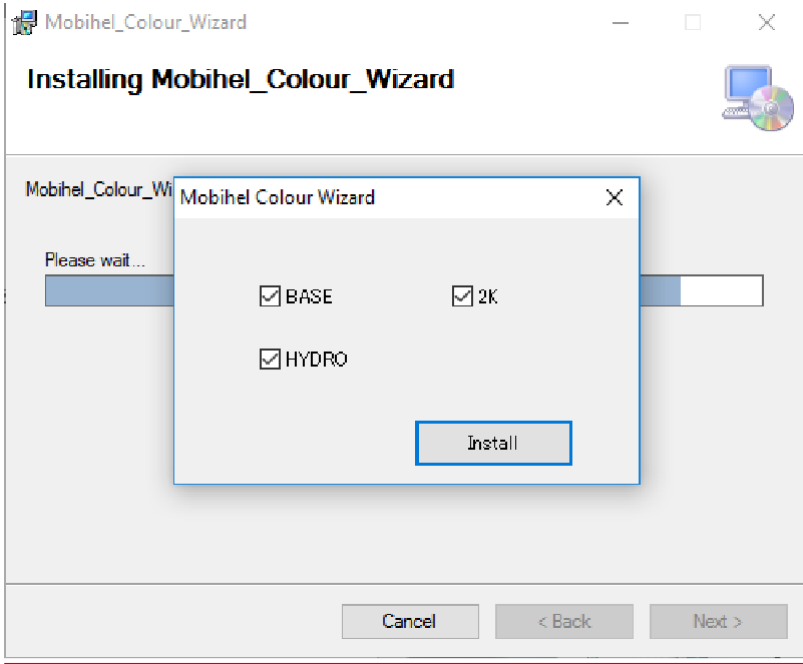 Mobihel_Colour_Wizard
Installing Mobihel_Colour_Wizard
Mobihel_Colour_Wi
Mobihel Colour Wizard
Please wait...
BASE
2K
HYDRO
Install
Cancel
< Back
Next >